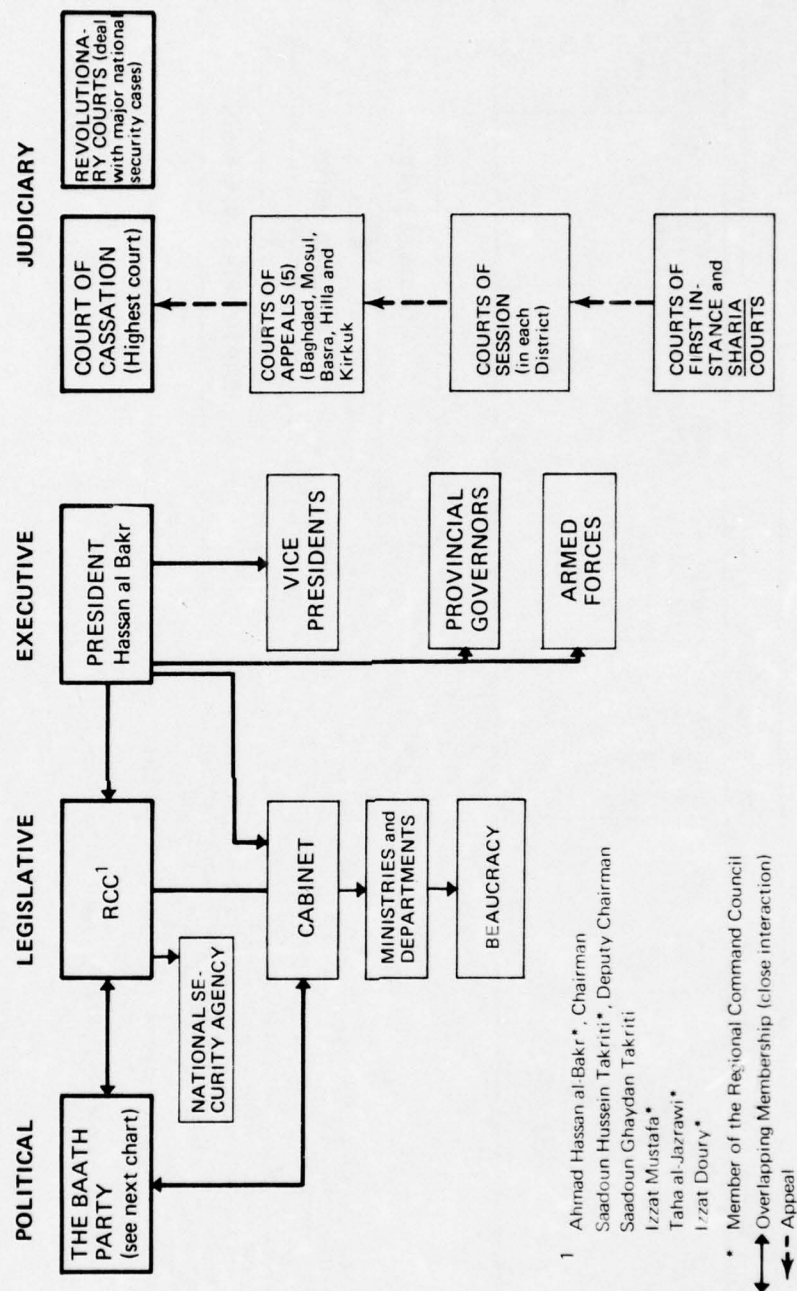 POLITICAL
LEGISLATIVE
EXECUTIVE
JUDICIARY
THE BAATH
PARTY
(see next chart)
RCC¹
NATIONAL SE-
CURITY AGENCY
CABINET
MINISTRIES and
DEPARTMENTS
BEAUCRACY
PRESIDENT
Hassan al Bakr
VICE
PRESIDENTS
PROVINCIAL
GOVERNORS
ARMED
FORCES
COURT OF
CASSATION
(Highest court)
REVOLUTIONA-
RY COURTS (deal
with major national
security cases)
COURTS OF
APPEALS (5)
(Baghdad, Mosul,
Basra, Hilla and
Kirkuk
COURTS OF
SESSION
(in each
District)
COURTS OF
FIRST IN-
STANCE and
SHARIA
COURTS
1 Ahmad Hassan al-Bakr*, Chairman
Saadoun Hussein Takriti*, Deputy Chairman
Saadoun Ghaydan Takriti
Izzat Mustafa*
Taha al-Jazrawi*
Izzat Doury*
* Member of the Regional Command Council
Overlapping Membership (close interaction)
Appeal